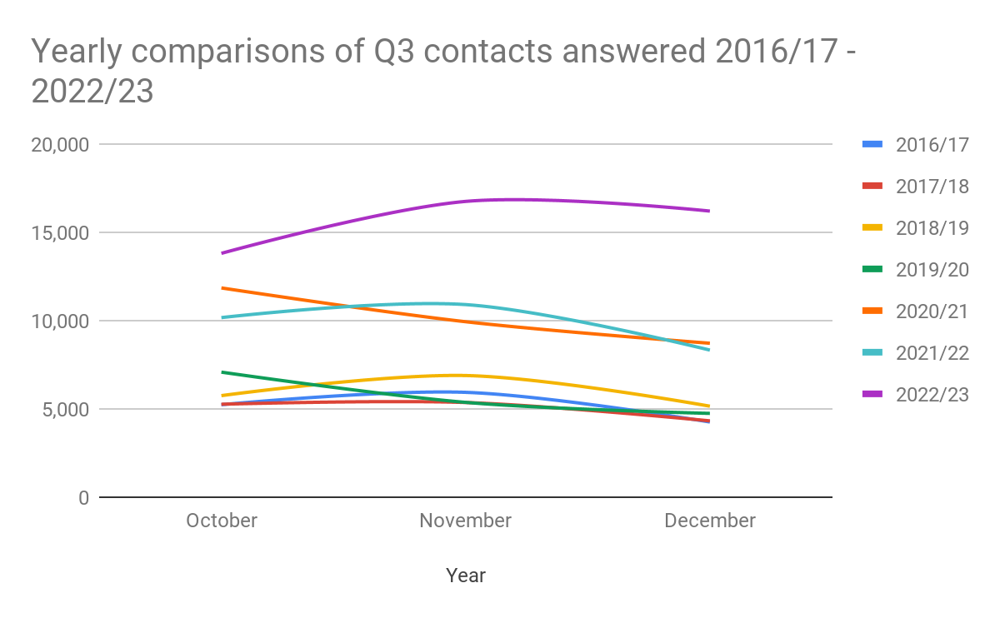 Yearly comparisons of Q3 contacts answered 2016/17 -
2022/23
20,000
15,000
10,000
5,000
0
October
November
December
Year
2016/17
2017/18
2018/19
2019/20
2020/21
2021/22
2022/23